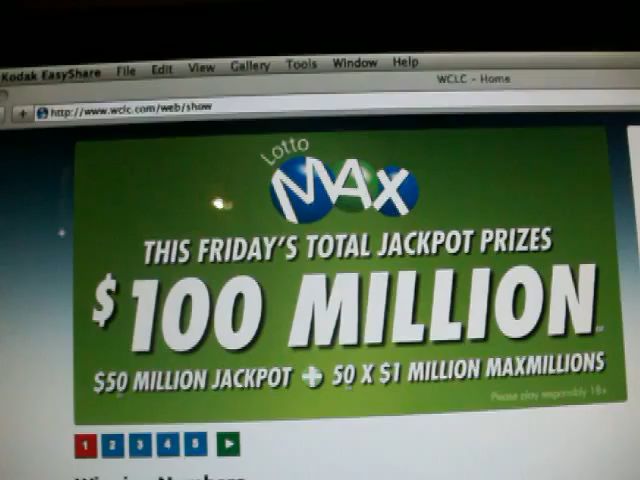 Kodak EasyShare File Edit View Gallery Tools Window Help
WCLC - Home
http://www.wclc.com/web/show
Lotto
MAX
THIS FRIDAY'S TOTAL JACKPOT PRIZES
$100 MILLION
$50 MILLION JACKPOT + 50 X $1 MILLION MAXMILLIONS
Please play responsibly 18+
1 2 3 4 5
Winning Numbers